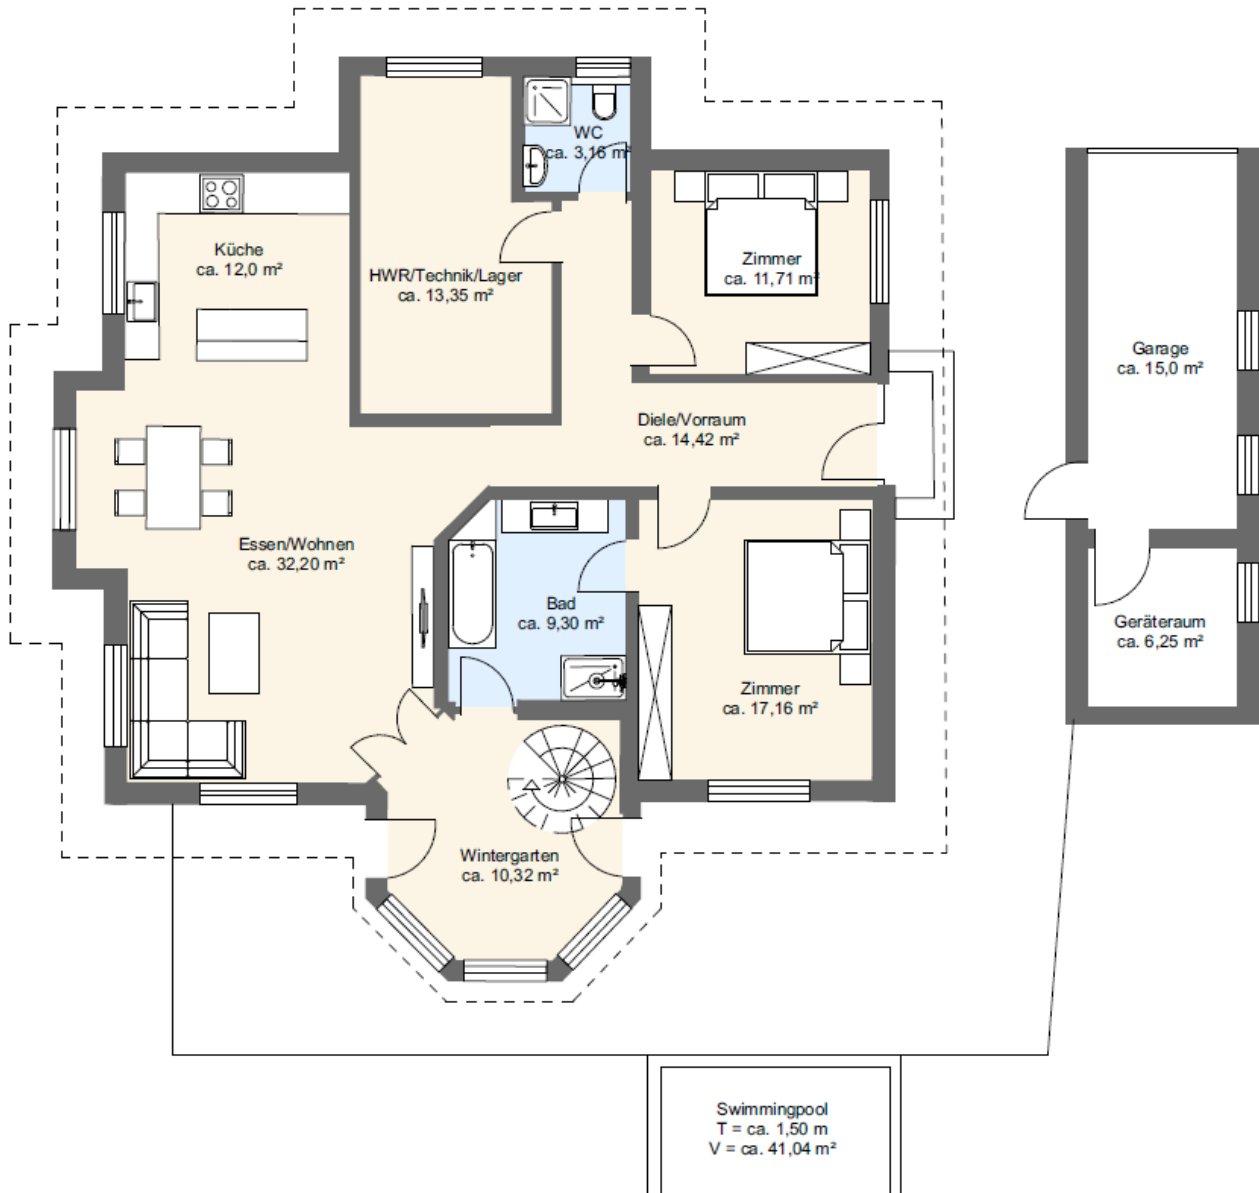 WC
ca. 3,16 m²
Küche
ca. 12,0 m²
HWR/Technik/Lager
ca. 13,35 m²
Zimmer
ca. 11,71 m²
Garage
ca. 15,0 m²
Diele/Vorraum
ca. 14,42 m²
Essen/Wohnen
ca. 32,20 m²
Bad
ca. 9,30 m²
Geräteraum
ca. 6,25 m²
Zimmer
ca. 17,16 m²
Wintergarten
ca. 10,32 m²
Swimmingpool
T = ca. 1,50 m
V = ca. 41,04 m²